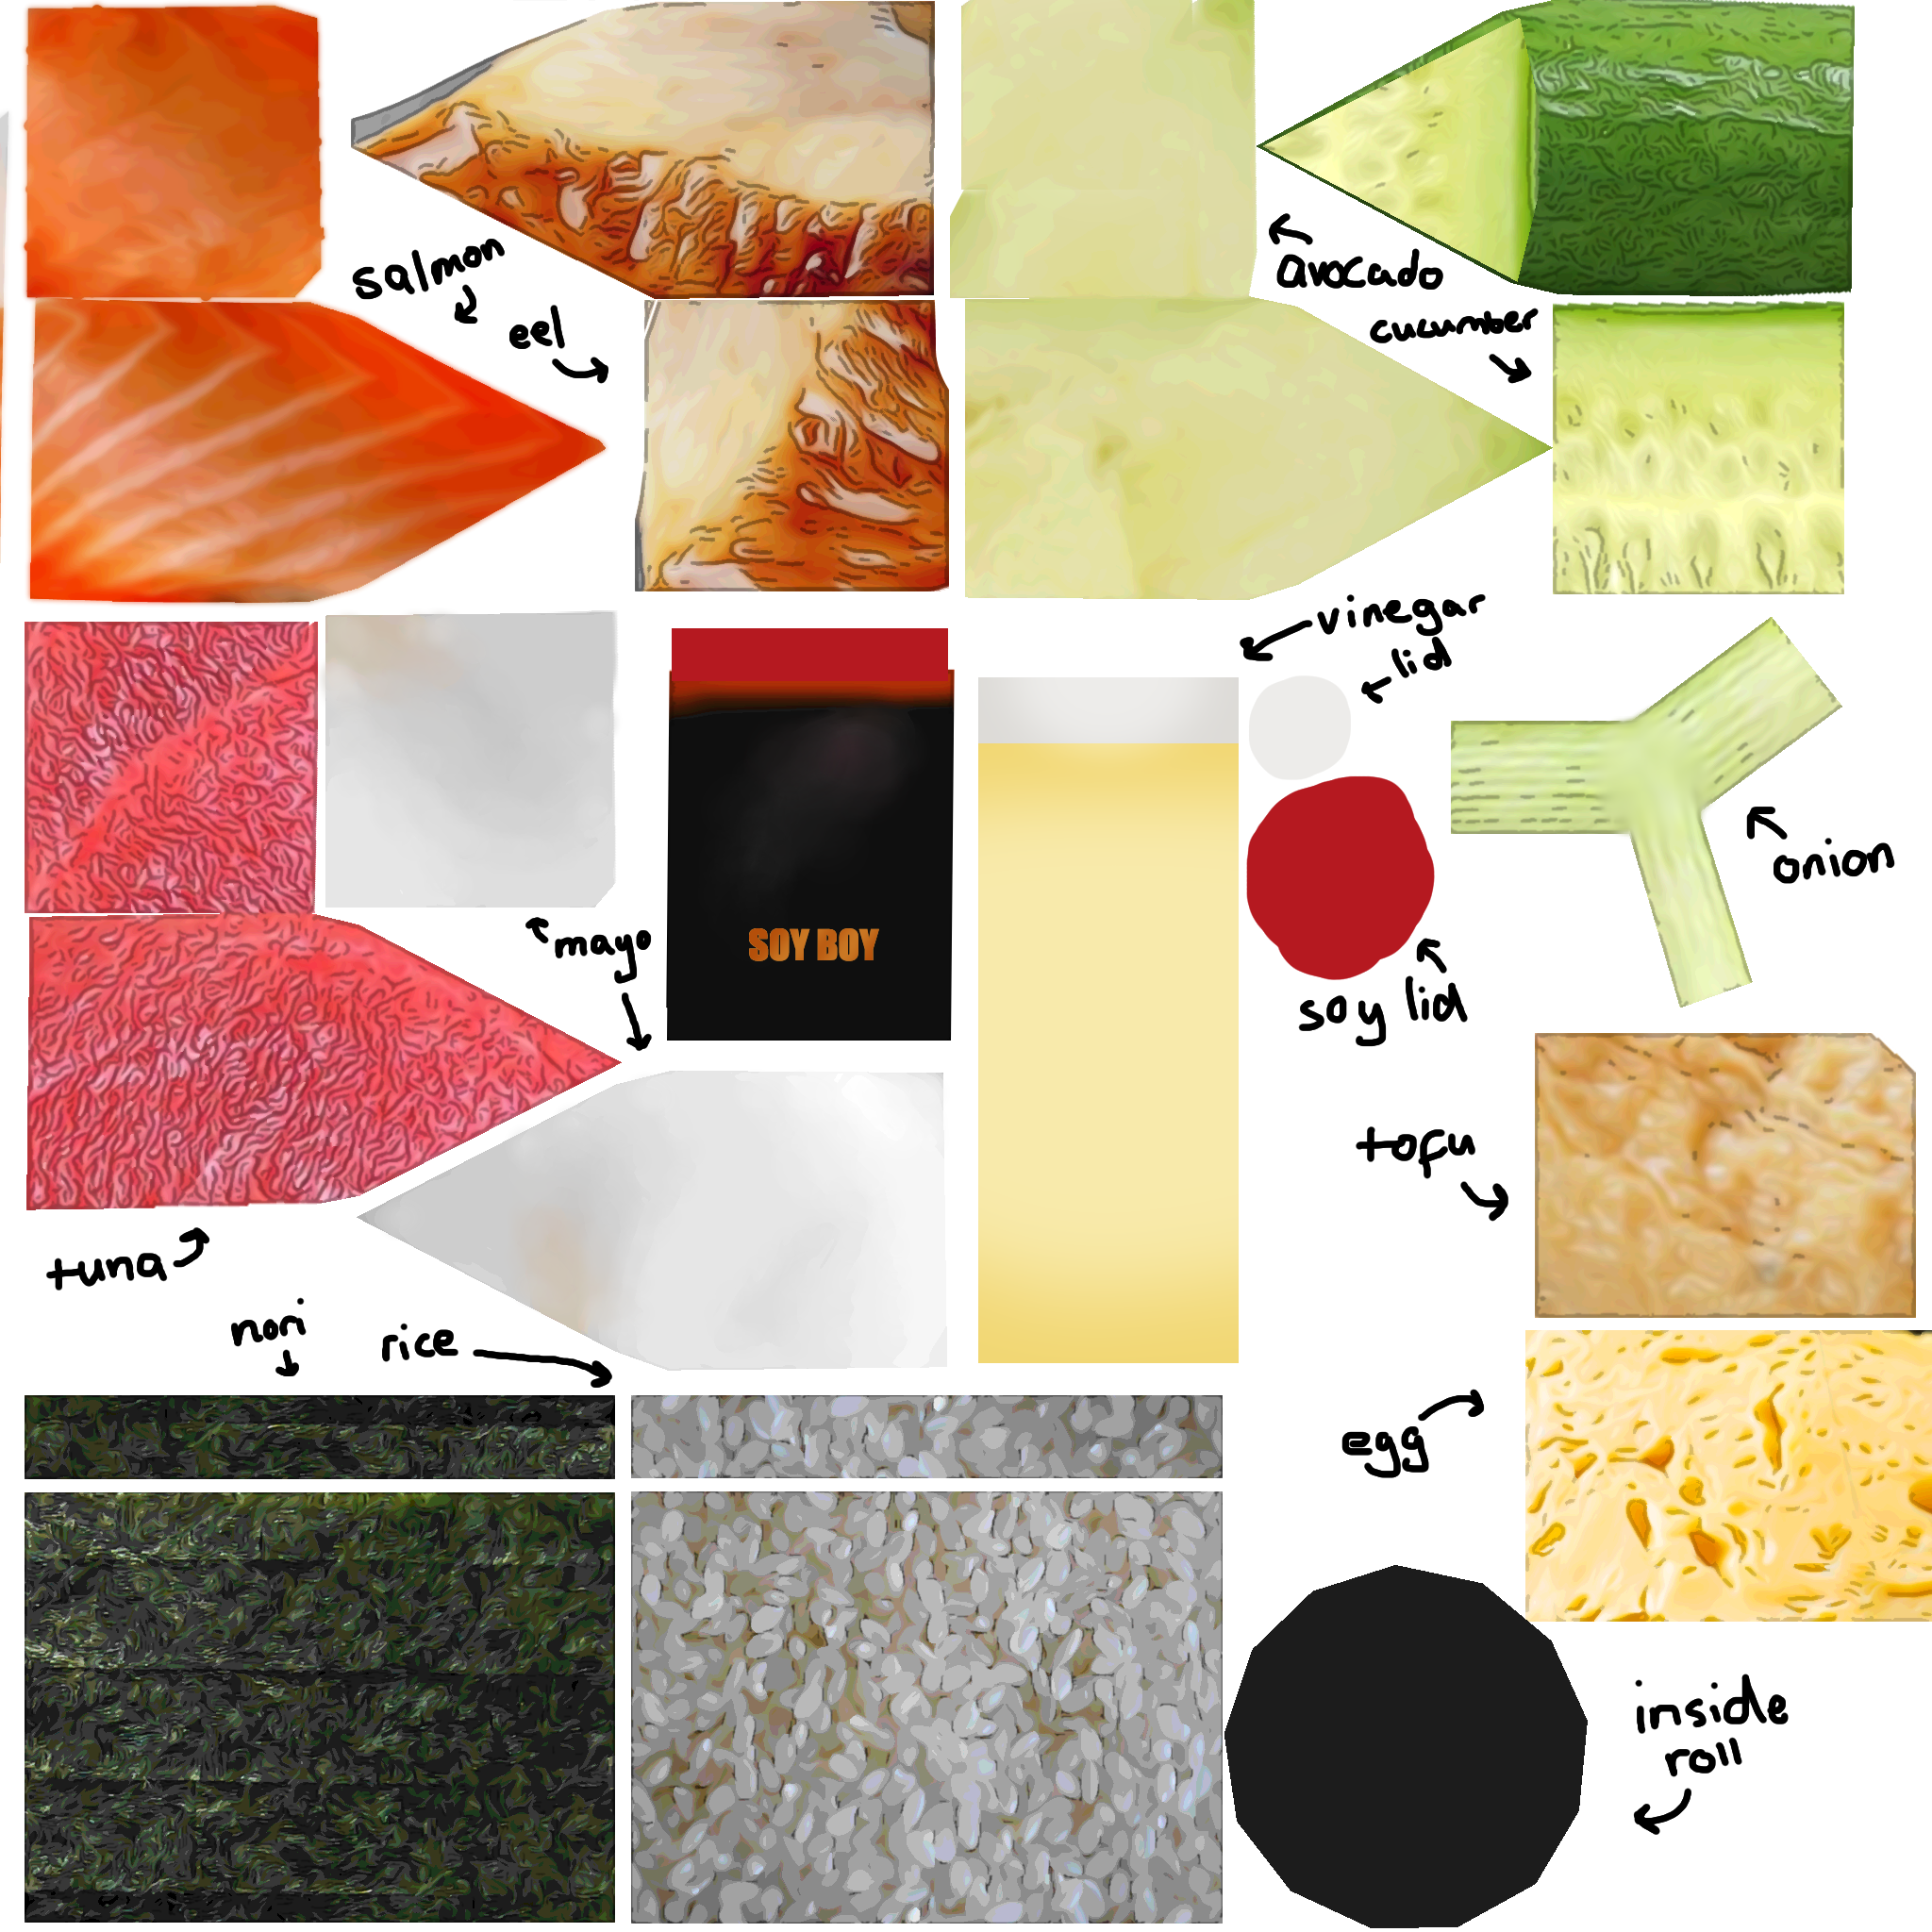 salmon
eel
avocado
cucumber
vinegar
lid
onion
mayo
SOY BOY
soy lid
tofu
tuna
nori
rice
egg
inside
roll